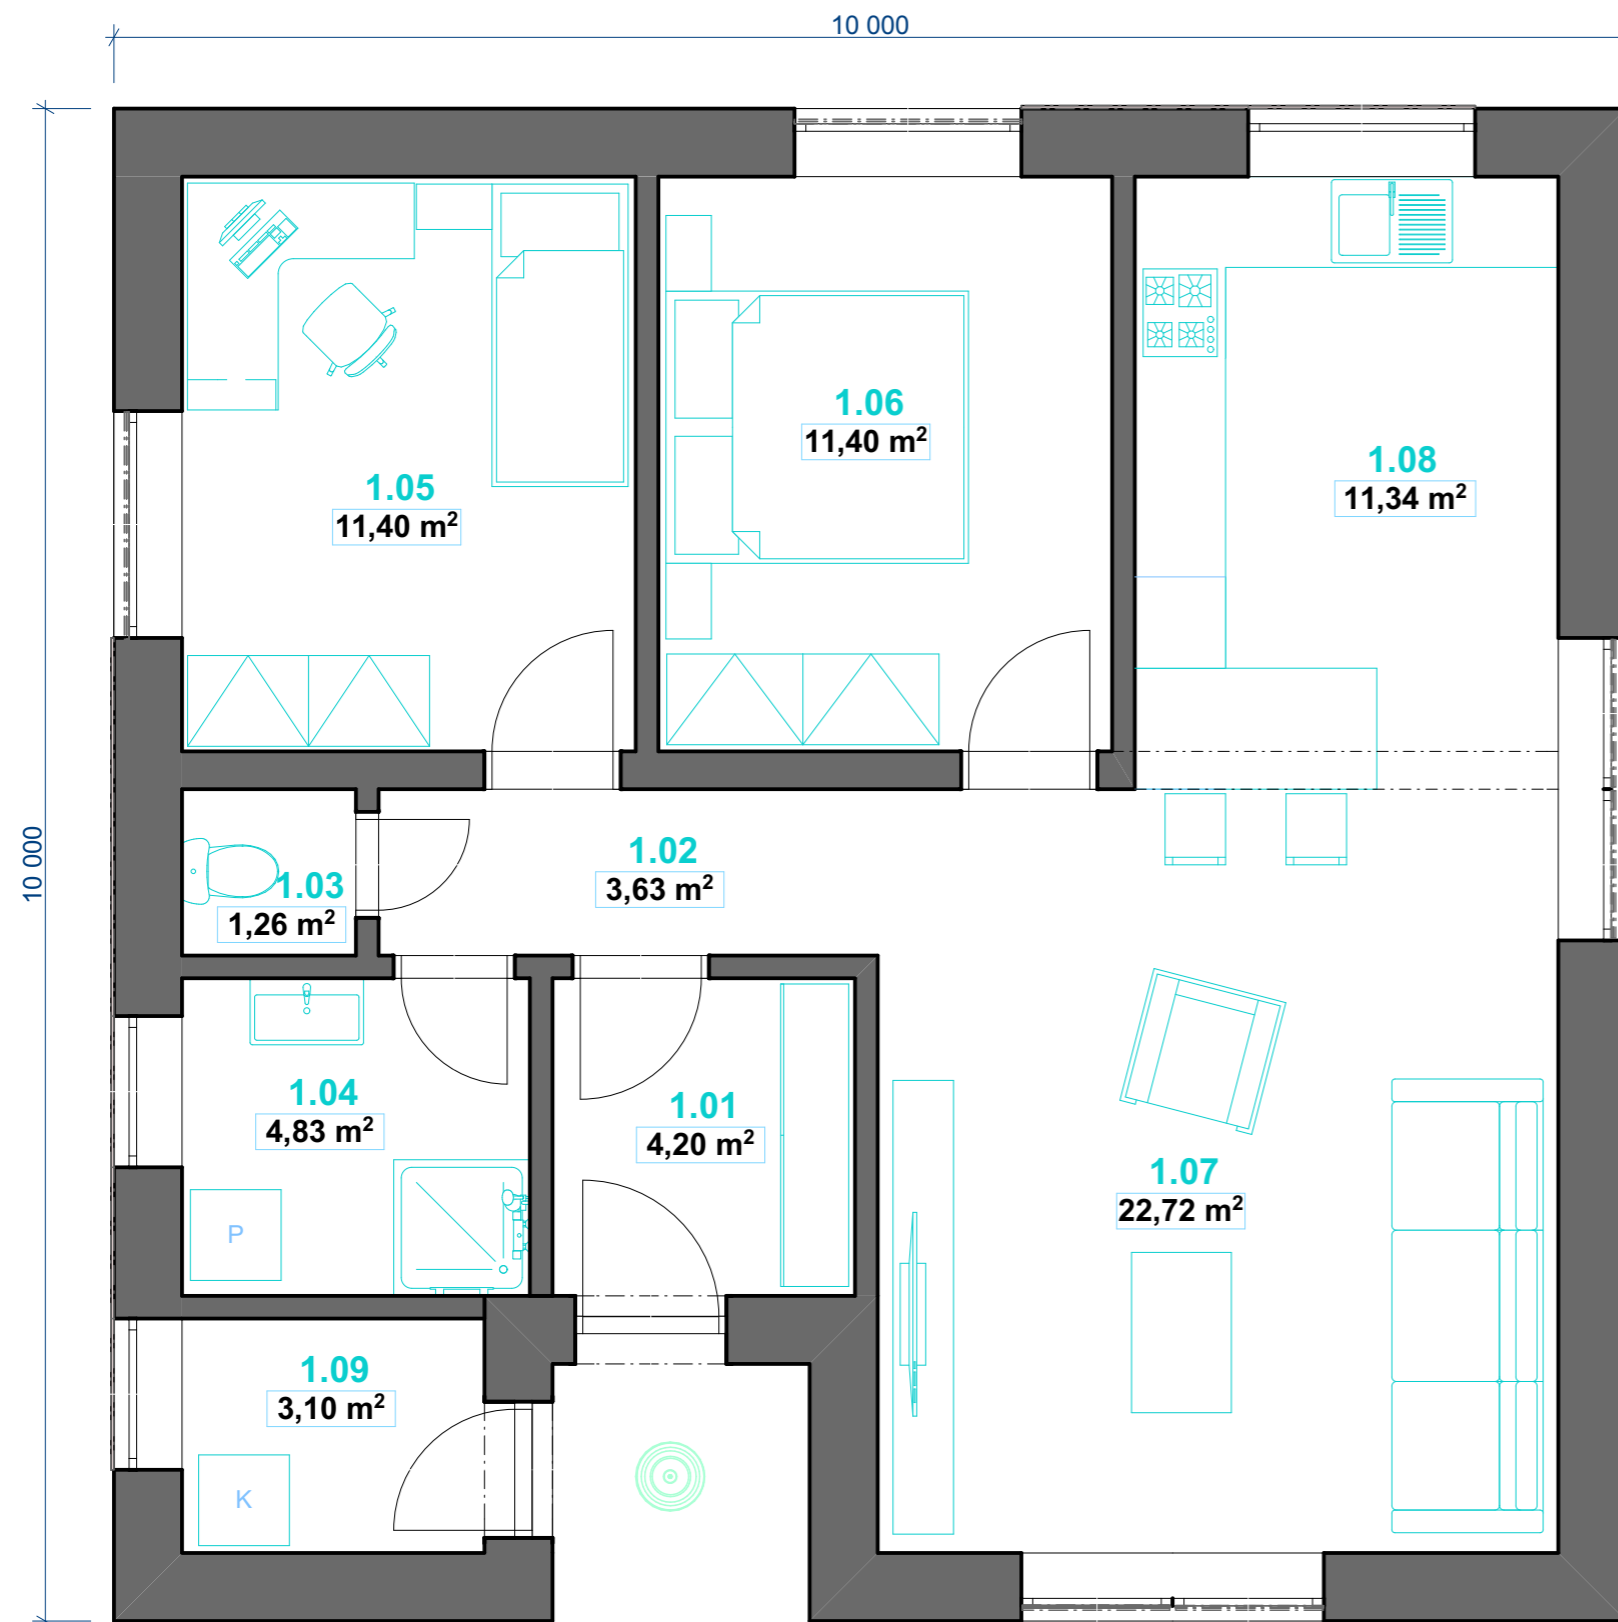 10 000
10 000
1.06
11,40 m²
1.08
11,34 m²
1.05
11,40 m²
1.02
3,63 m²
1.03
1,26 m²
1.04
4,83 m²
1.01
4,20 m²
1.07
22,72 m²
P
1.09
3,10 m²
K